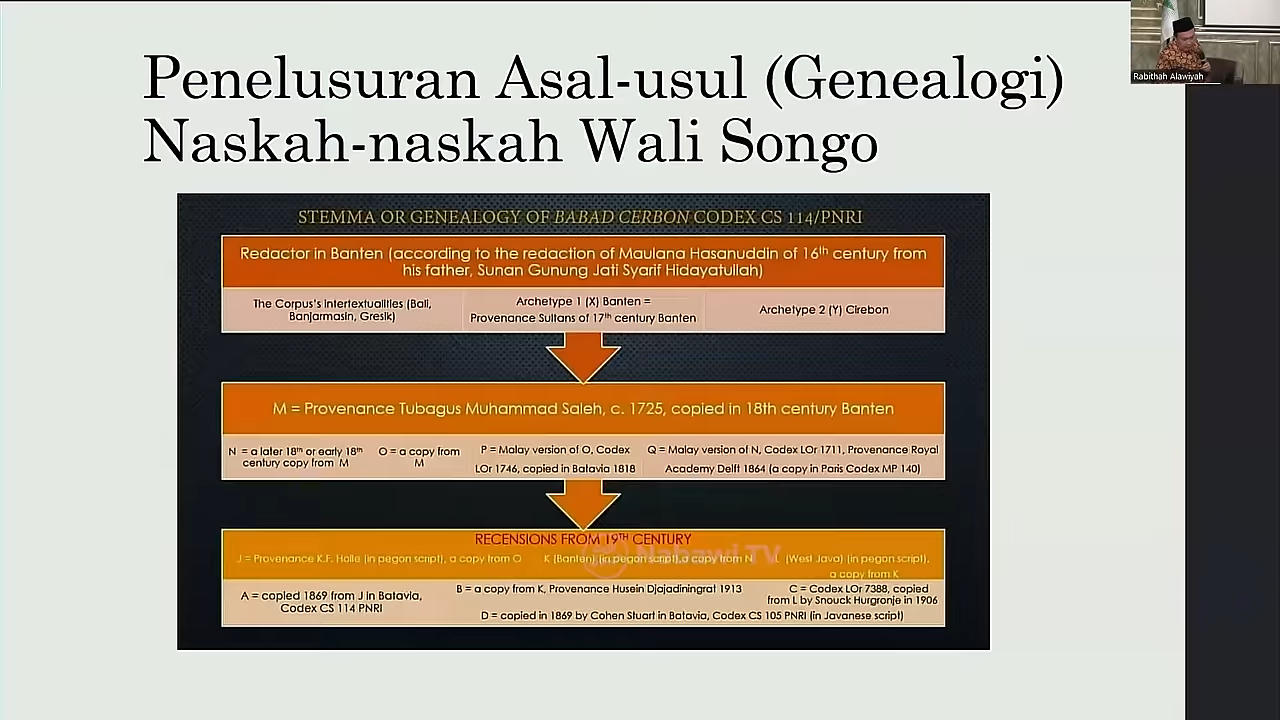 Penelusuran Asal-usul (Genealogi)
Naskah-naskah Wali Songo
Rabithah Alawiyah
STEMMA OR GENEALOGY OF BABAD CERBON CODEX CS 114/PNRI
Redactor in Banten (according to the redaction of Maulana Hasanuddin of 16th century from
his father, Sunan Gunung Jati Syarif Hidayatullah)
The Corpus's Intertextualities (Bali,
Banjarmasin, Gresik)
Archetype 1 (X) Banten =
Provenance Sultans of 17th century Banten
Archetype 2 (Y) Cirebon
M = Provenance Tubagus Muhammad Saleh, c. 1725, copied in 18th century Banten
N = a later 18th or early 18th
century copy from M
O = a copy from
M
P = Malay version of O, Codex
LOr 1746, copied in Batavia 1818
Q = Malay version of N, Codex LOr 1711, Provenance Royal
Academy Delft 1864 (a copy in Paris Codex MP 140)
RECENSIONS FROM 19TH CENTURY
J = Provenance K.F. Holle (in pegon script), a copy from O
K (Banten) (in pegon script), a copy from N
L (West Java) (in pegon script),
a copy from K
Nabawi TV
A = copied 1869 from J in Batavia,
Codex CS 114 PNRI
B = a copy from K, Provenance Husein Djajadiningrat 1913
C = Codex LOr 7388, copied
from L by Snouck Hurgronje in 1906
D = copied in 1869 by Cohen Stuart in Batavia, Codex CS 105 PNRI (in Javanese script)